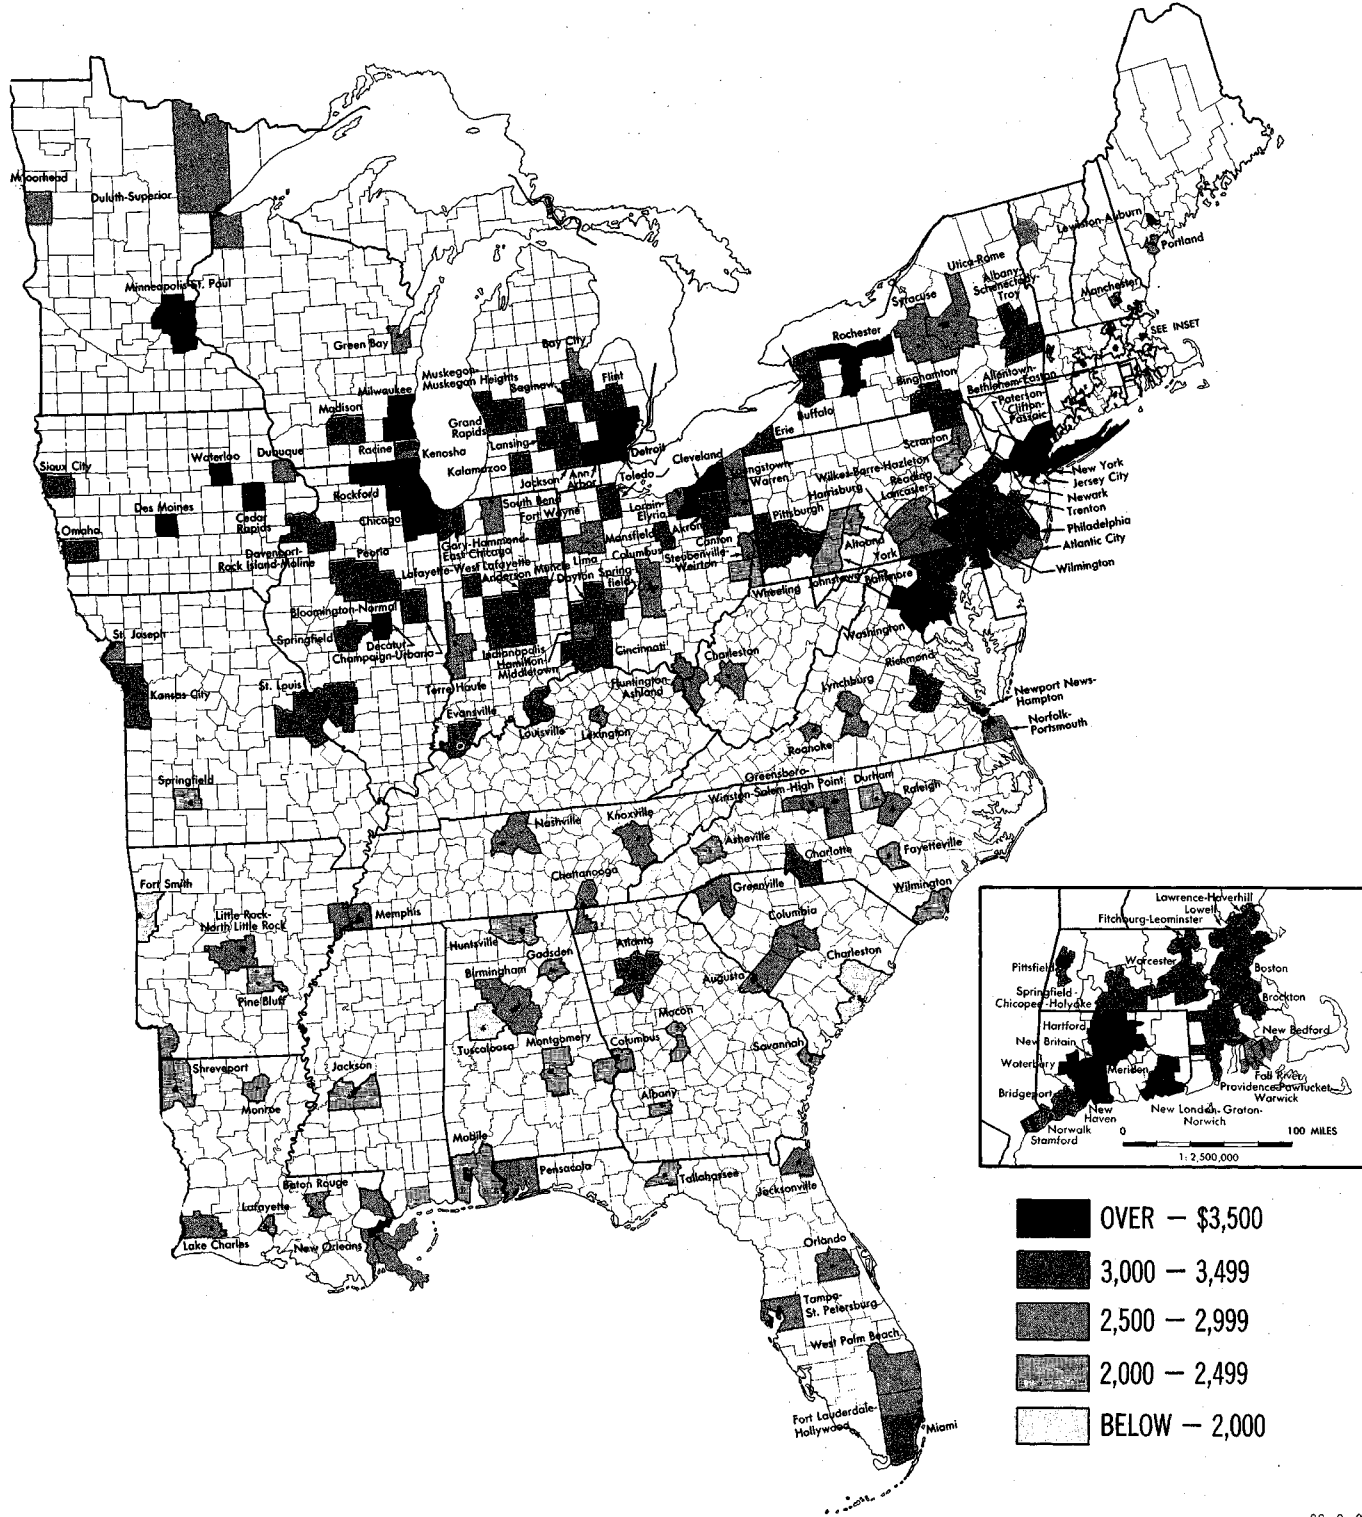 Moorhead
Duluth-Superior
Minneapolis-St. Paul
Green Bay
Bay City
Muskegon-
Muskegon Heights
Saginaw
Flint
Milwaukee
Madison
Grand
Rapids
Lansing
Racine
Kenosha
Kalamazoo
Jackson
Ann
Arbor
Detroit
Toledo
Cleveland
Erie
Buffalo
Rochester
Syracuse
Utica-Rome
Albany-
Schenectady-
Troy
Lewiston-Auburn
Portland
Manchester
SEE INSET
Binghamton
Allentown-
Bethlehem-Easton
Paterson-
Clifton-
Passaic
Scranton
Wilkes-Barre-Hazleton
Reading
Lancaster
Harrisburg
New York
Jersey City
Newark
Trenton
Philadelphia
Atlantic City
Wilmington
Sioux City
Waterloo
Dubuque
Omaha
Des Moines
Cedar
Rapids
Rockford
Chicago
Davenport-
Rock Island-Moline
Peoria
South Bend
Fort Wayne
Gary-Hammond-
East Chicago
Lafayette-West Lafayette
Anderson
Muncie
Lima
Dayton
Spring-
field
Lorain-
Elyria
Akron
Mansfield
Canton
Columbus
Steubenville-
Weirton
Youngstown-
Warren
Pittsburgh
Altoona
York
Johnstown
Baltimore
Wheeling
Washington
Bloomington-Normal
Springfield
Decatur
Champaign-Urbana
Indianapolis
Hamilton-
Middletown
Cincinnati
Terre Haute
Evansville
Louisville
Lexington
Huntington-
Ashland
Charleston
Lynchburg
Richmond
Newport News-
Hampton
Norfolk-
Portsmouth
Roanoke
St. Joseph
Kansas City
St. Louis
Springfield
Greensboro-
Winston-Salem-High Point
Durham
Raleigh
Nashville
Knoxville
Asheville
Charlotte
Fayetteville
Chattanooga
Greenville
Wilmington
Fort Smith
Little Rock-
North Little Rock
Memphis
Pine Bluff
Huntsville
Gadsden
Birmingham
Tuscaloosa
Atlanta
Columbia
Charleston
Augusta
Macon
Montgomery
Columbus
Savannah
Albany
Shreveport
Monroe
Jackson
Mobile
Pensacola
Tallahassee
Jacksonville
Baton Rouge
Lafayette
Lake Charles
New Orleans
Orlando
Tampa-
St. Petersburg
West Palm Beach
Fort Lauderdale-
Hollywood
Miami
Lawrence-Haverhill
Lowell
Fitchburg-Leominster
Pittsfield
Worcester
Boston
Springfield-
Chicopee-Holyoke
Brockton
Hartford
New Britain
New Bedford
Waterbury
Meriden
Fall River
Providence-Pawtucket
Warwick
Bridgeport
New
Haven
New London-Groton-
Norwich
Norwalk
Stamford
0
100 MILES
1: 2,500,000
OVER — $3,500
3,000 — 3,499
2,500 — 2,999
2,000 — 2,499
BELOW — 2,000